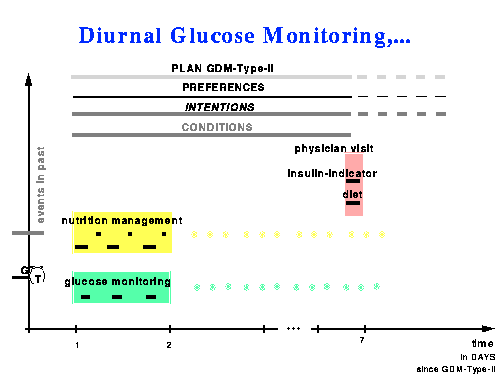 Diurnal Glucose Monitoring,...
PLAN GDM-Type-II
PREFERENCES
INTENTIONS
CONDITIONS
physician visit
insulin-indicator
diet
events in past
nutrition management
G
(T)
glucose monitoring
...
1
2
7
time
in DAYS
since GDM-Type-II